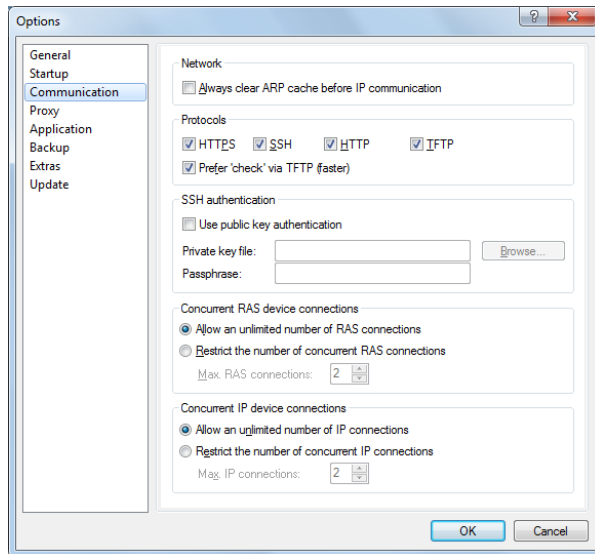 Options
General
Startup
Communication
Proxy
Application
Backup
Extras
Update
Network
Always clear ARP cache before IP communication
Protocols
HTTPS SSH HTTP TFTP
Prefer 'check' via TFTP (faster)
SSH authentication
Use public key authentication
Private key file: Browse...
Passphrase:
Concurrent RAS device connections
Allow an unlimited number of RAS connections
Restrict the number of concurrent RAS connections
Max. RAS connections: 2
Concurrent IP device connections
Allow an unlimited number of IP connections
Restrict the number of concurrent IP connections
Max. IP connections: 2
OK Cancel